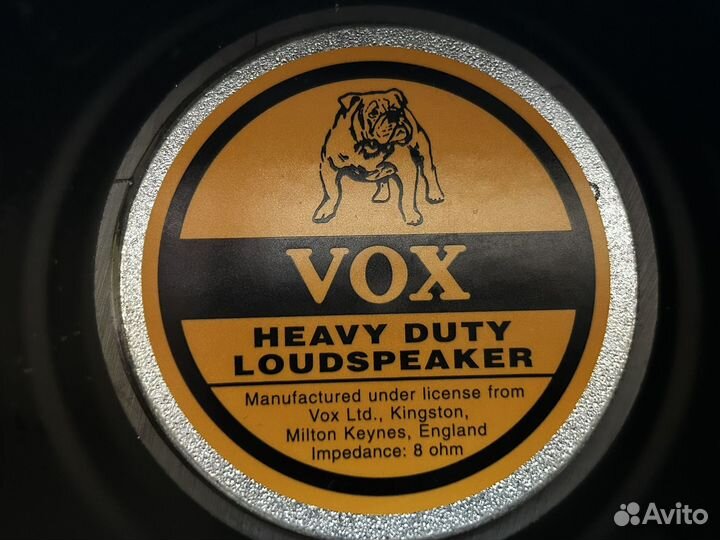 VOX
HEAVY DUTY
LOUDSPEAKER
Manufactured under license from
Vox Ltd., Kingston,
Milton Keynes, England
Impedance: 8 ohm
Avito